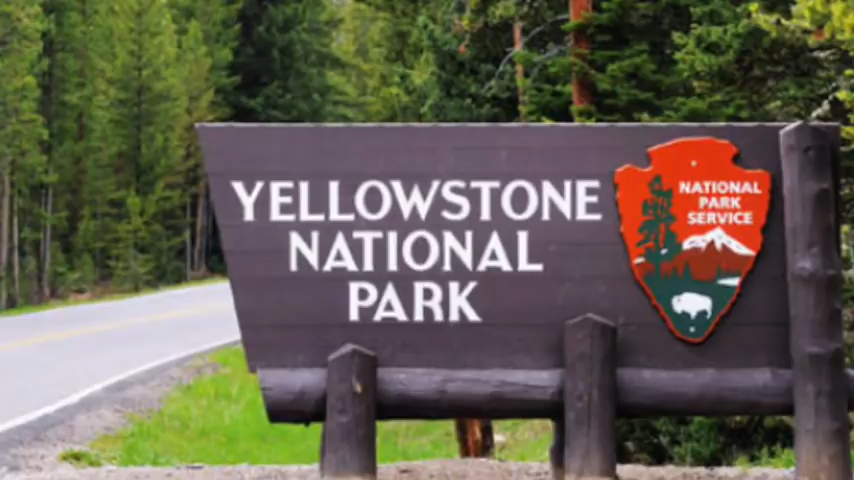 YELLOWSTONE
NATIONAL
PARK
NATIONAL
PARK
SERVICE